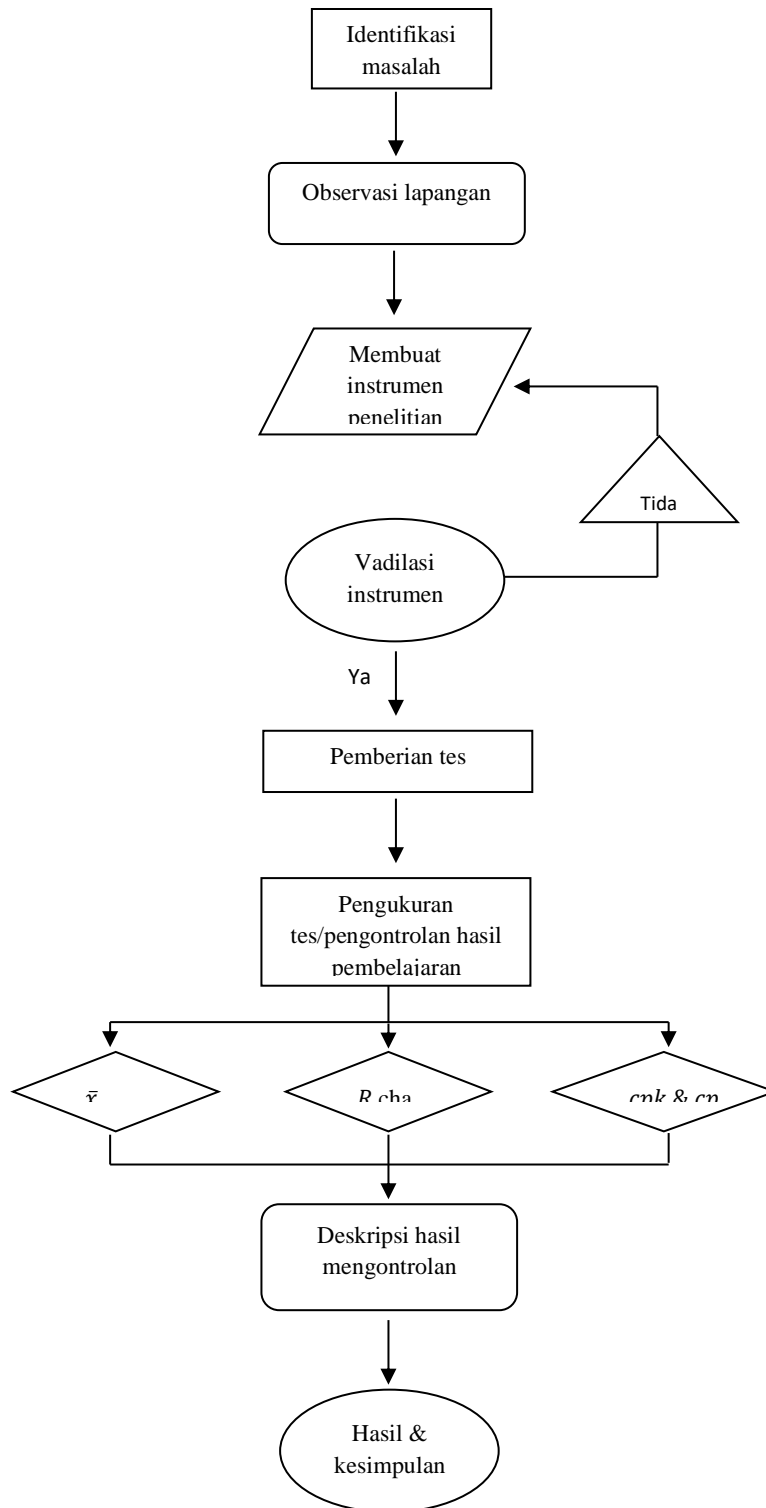 Identifikasi
masalah
Observasi lapangan
Membuat
instrumen
penelitian
Tida
Vadilasi
instrumen
Ya
Pemberian tes
Pengukuran
tes/pengontrolan hasil
pembelajaran
x̄
R cha
cpk & cp
Deskripsi hasil
mengontrolan
Hasil &
kesimpulan